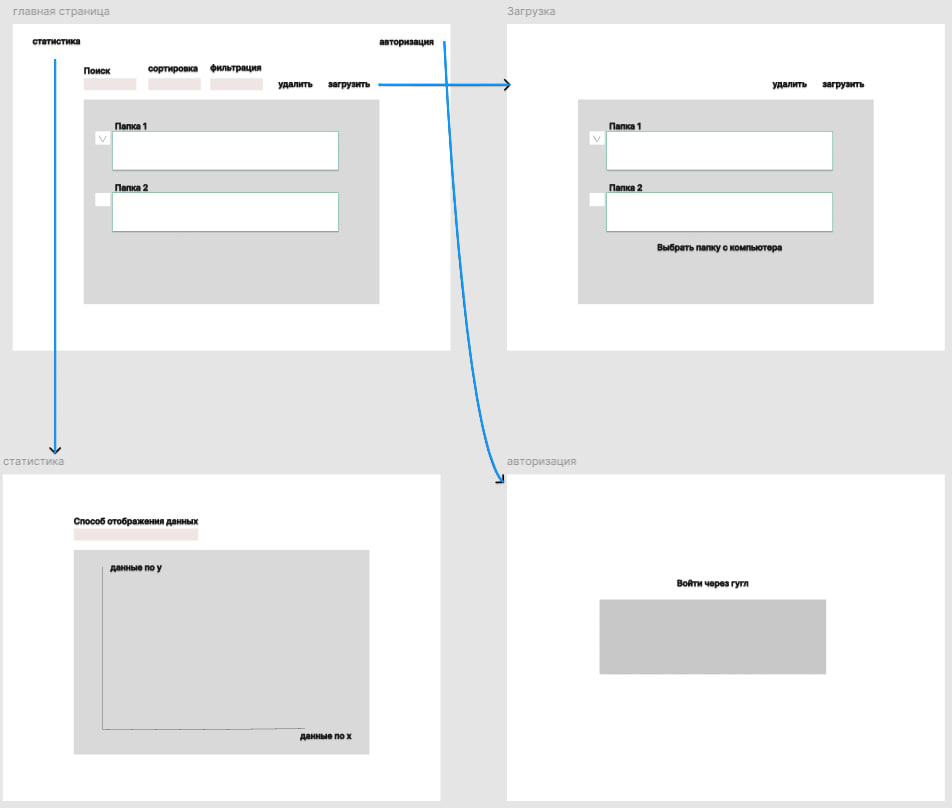 главная страница
статистика
авторизация
Поиск
сортировка
фильтрация
удалить
загрузить
Папка 1
Папка 2
Загрузка
удалить
загрузить
Папка 1
Папка 2
Выбрать папку с компьютера
статистика
Способ отображения данных
данные по y
данные по x
авторизация
Войти через гугл